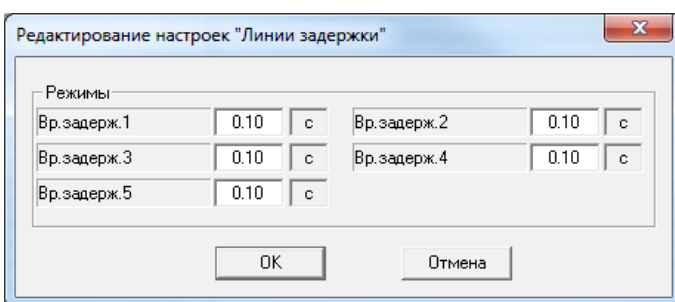 Редактирование настроек "Линии задержки"
Режимы
Вр.задерж.1 0.10 с Вр.задерж.2 0.10 с
Вр.задерж.3 0.10 с Вр.задерж.4 0.10 с
Вр.задерж.5 0.10 с
OK Отмена